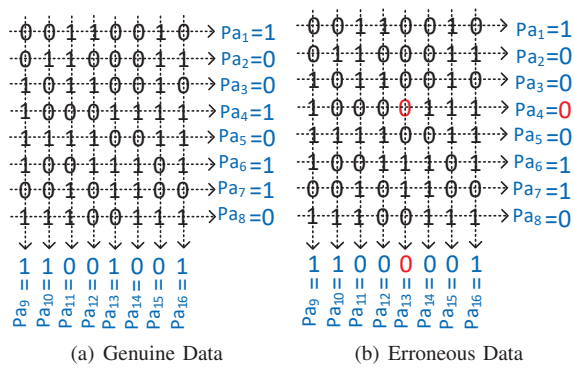 0 0 1 1 0 0 1 0 Pa1=1
0 1 1 0 0 0 1 1 Pa2=0
1 0 1 1 0 0 1 0 Pa3=0
1 0 0 0 1 1 1 1 Pa4=1
1 1 1 1 0 0 1 1 Pa5=0
1 0 0 1 1 1 0 1 Pa6=1
0 0 1 0 1 1 0 0 Pa7=1
1 1 1 0 0 1 1 1 Pa8=0
Pa9 = 1
Pa10 = 1
Pa11 = 0
Pa12 = 0
Pa13 = 1
Pa14 = 0
Pa15 = 0
Pa16 = 1
(a) Genuine Data
0 0 1 1 0 0 1 0 Pa1=1
0 1 1 0 0 0 1 1 Pa2=0
1 0 1 1 0 0 1 0 Pa3=0
1 0 0 0 0 1 1 1 Pa4=0
1 1 1 1 0 0 1 1 Pa5=0
1 0 0 1 1 1 0 1 Pa6=1
0 0 1 0 1 1 0 0 Pa7=1
1 1 1 0 0 1 1 1 Pa8=0
Pa9 = 1
Pa10 = 1
Pa11 = 0
Pa12 = 0
Pa13 = 0
Pa14 = 0
Pa15 = 0
Pa16 = 1
(b) Erroneous Data